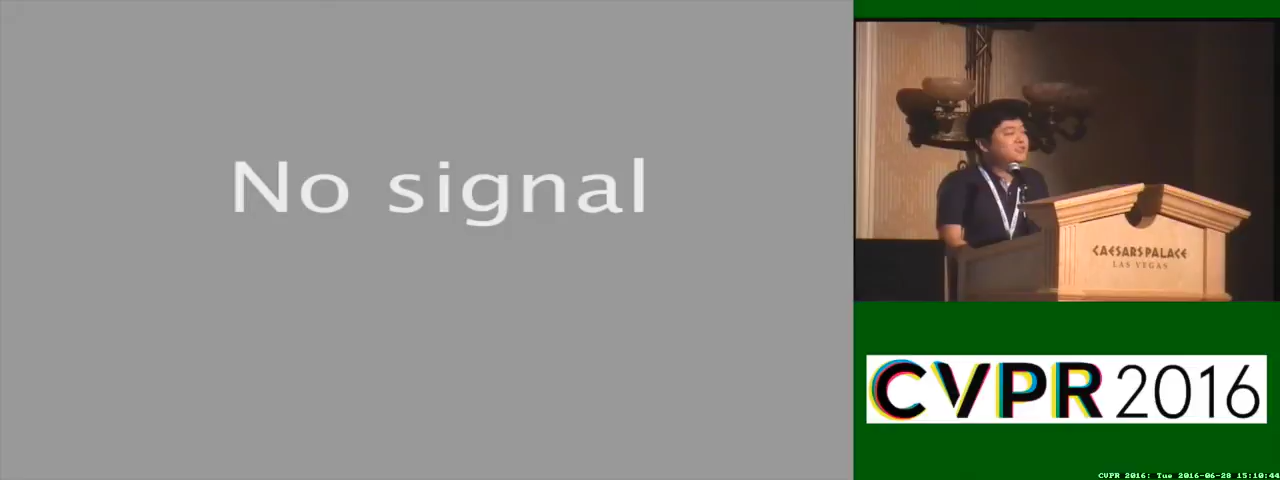 No signal
CAESARS PALACE
LAS VEGAS
CVPR 2016
CVPR 2016: Tue 2016-06-28 15:10:44